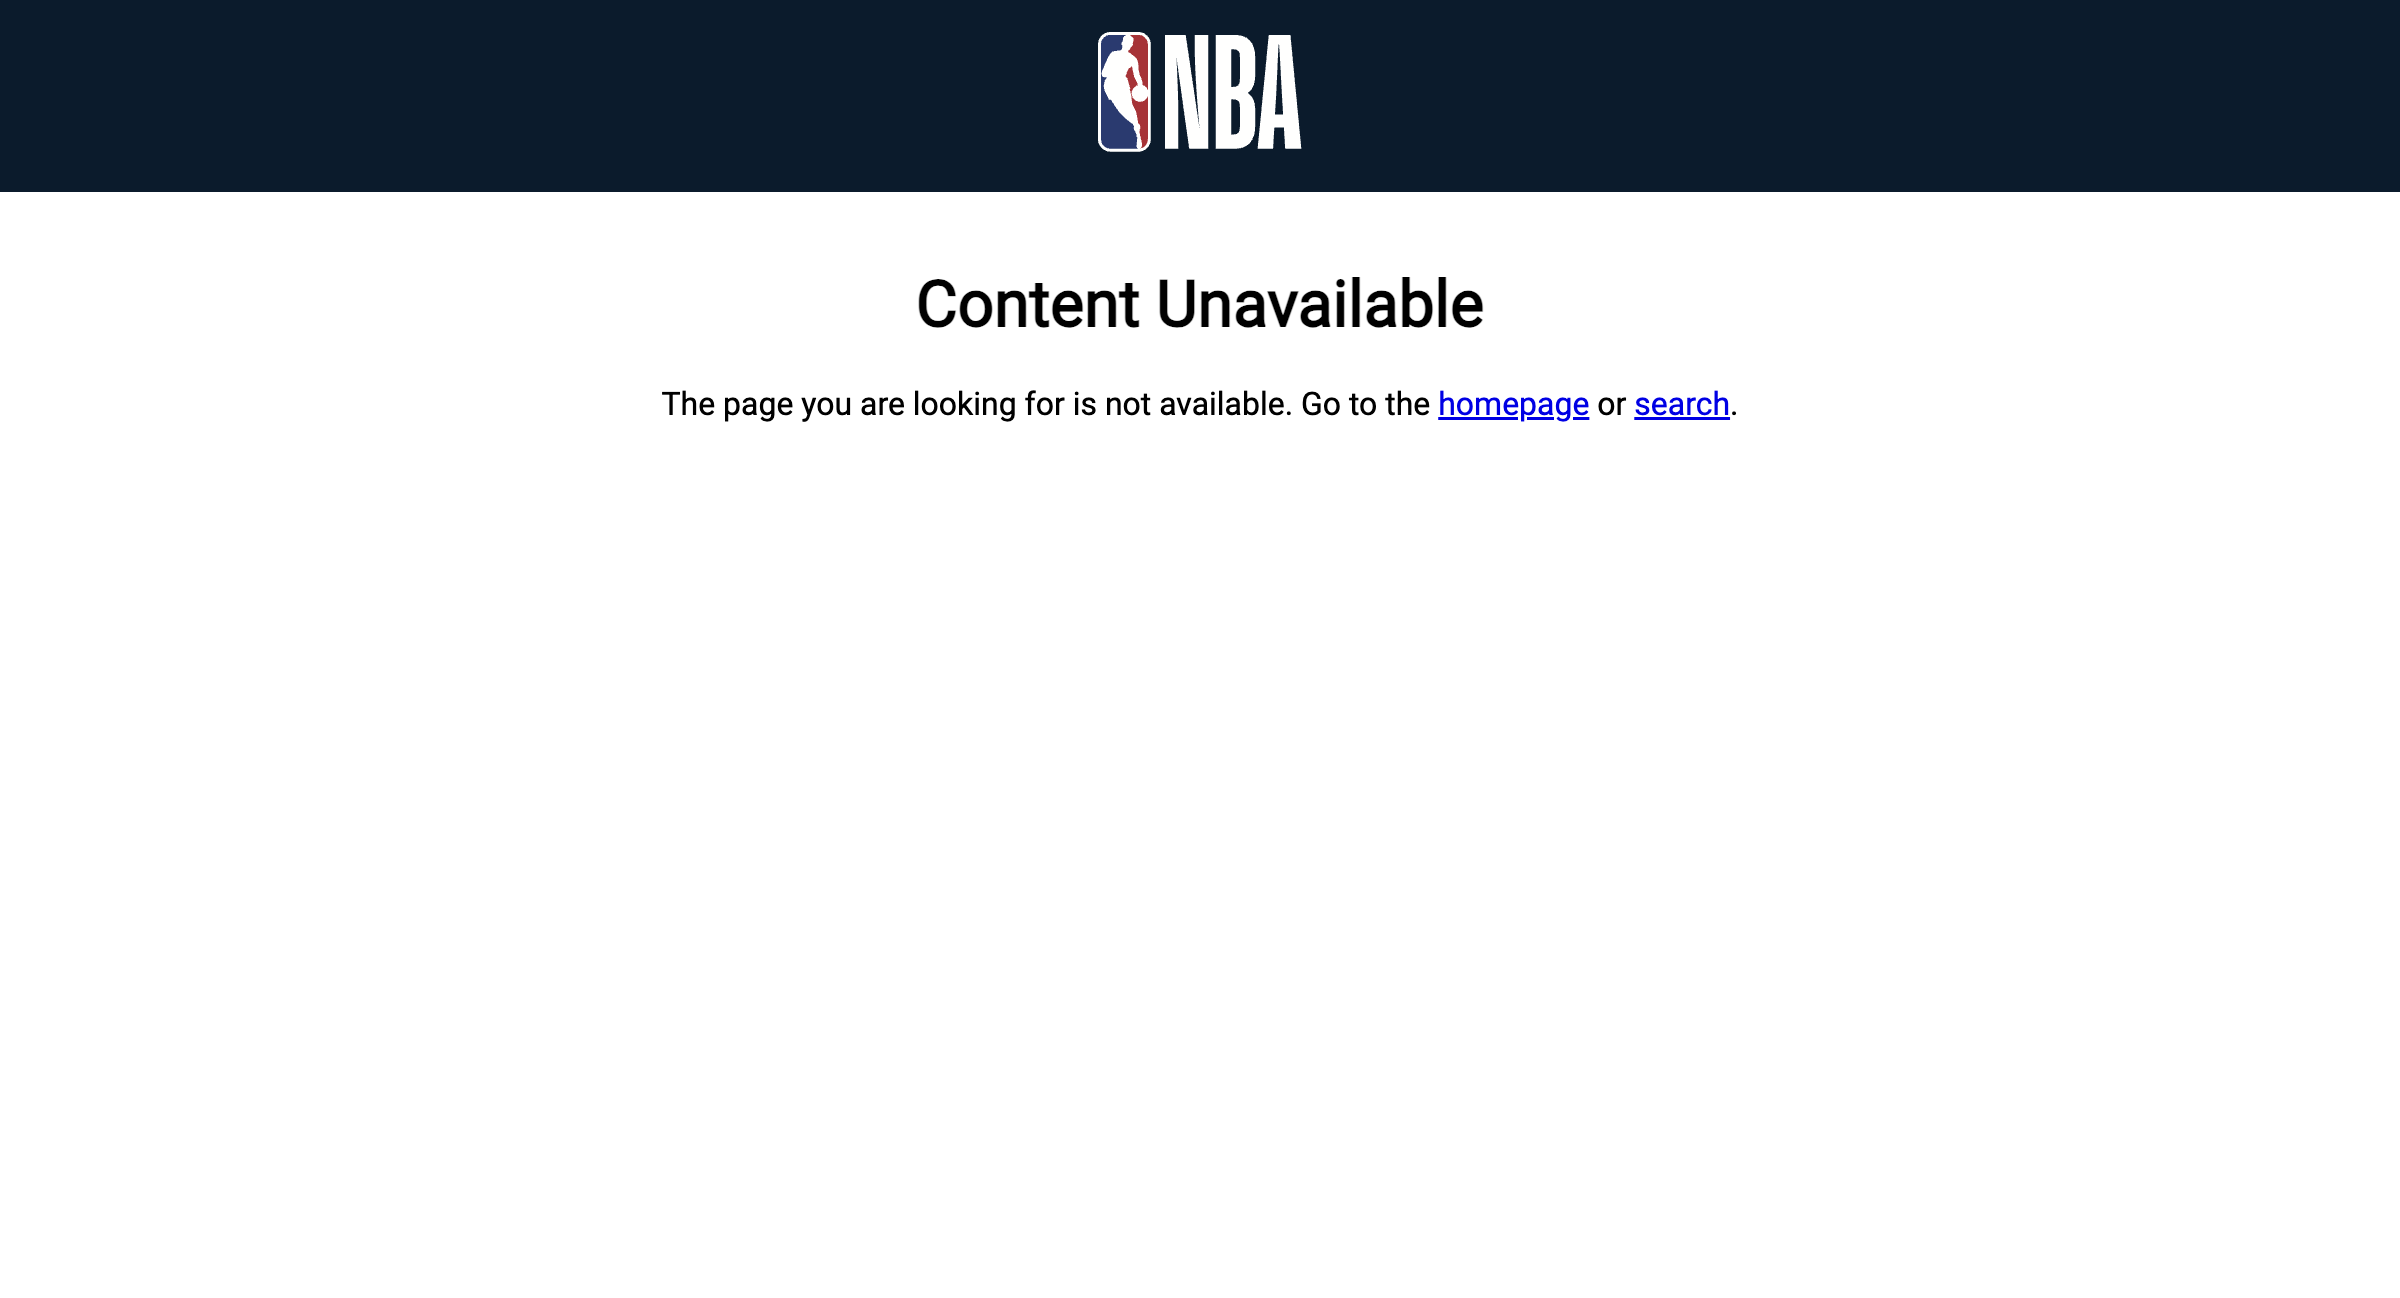 NBA
Content Unavailable
The page you are looking for is not available. Go to the homepage or search.